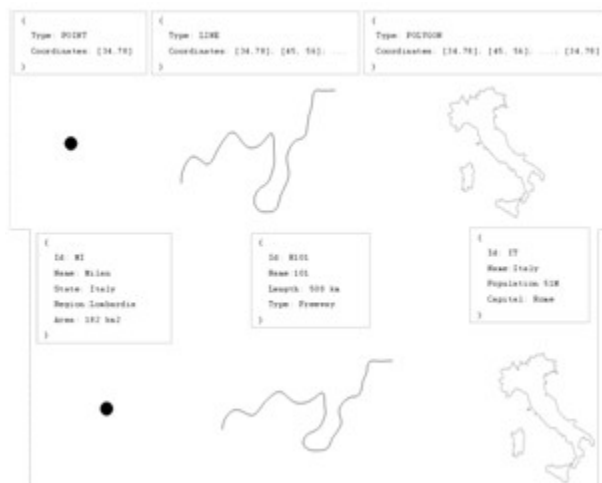 {
Type: POINT
Coordinates: [34.78]
}
{
Type: LINE
Coordinates: [34.78], [45, 56]; ...
}
{
Type: POLYGON
Coordinates: [34.78], [45, 56], ...; [34.78]
}
{
Id: MI
Name: Milan
State: Italy
Region Lombardia
Area: 182 km2
}
{
Id: H101
Name 101
Length: 500 km
Type: Freeway
}
{
Id: IT
Name Italy
Population 51M
Capital: Rome
}